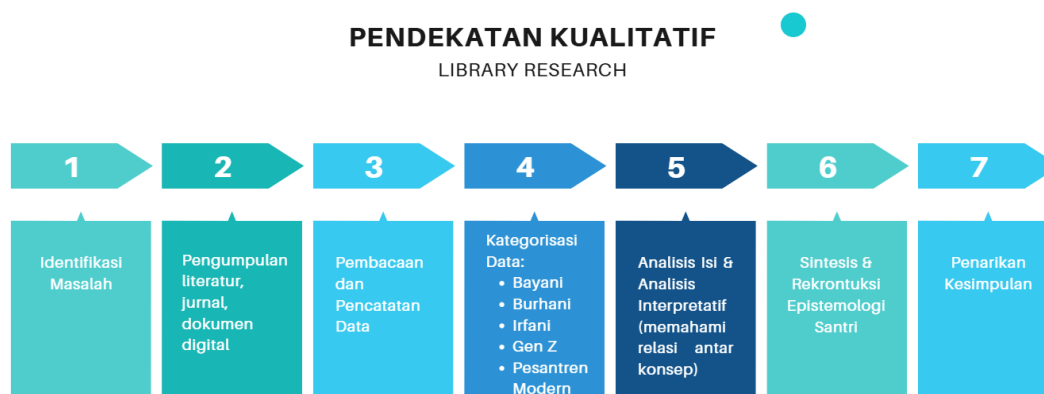 PENDEKATAN KUALITATIF
LIBRARY RESEARCH
1
2
3
4
5
6
7
Identifikasi
Masalah
Pengumpulan
literatur,
jurnal,
dokumen
digital
Pembacaan
dan
Pencatatan
Data
Kategorisasi
Data:
• Bayani
• Burhani
• Irfani
• Gen Z
• Pesantren
Modern
Analisis Isi &
Analisis
Interpretatif
(memahami
relasi antar
konsep)
Sintesis &
Rekrontuksi
Epistemologi
Santri
Penarikan
Kesimpulan